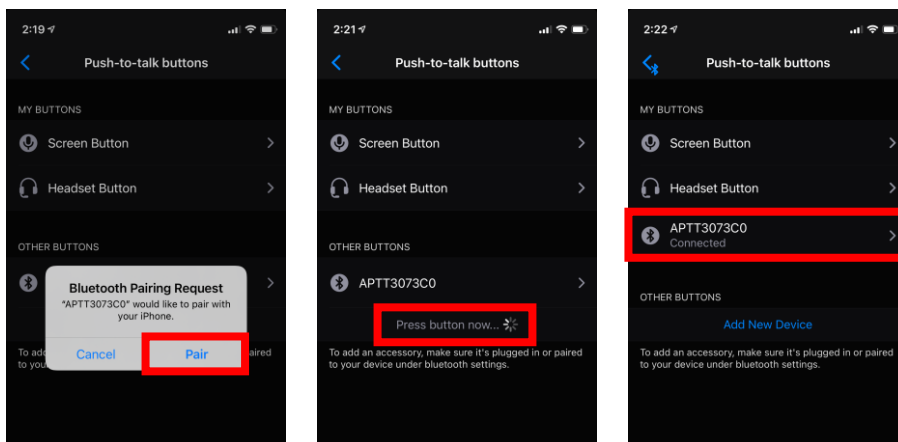 2:19
Push-to-talk buttons
MY BUTTONS
Screen Button
Headset Button
OTHER BUTTONS
Bluetooth Pairing Request
"APTT3073C0" would like to pair with
your iPhone.
Cancel
Pair
To add
aired
to you
2:21
Push-to-talk buttons
MY BUTTONS
Screen Button
Headset Button
OTHER BUTTONS
APTT3073C0
Press button now...
To add an accessory, make sure it's plugged in or paired
to your device under bluetooth settings.
2:22
Push-to-talk buttons
MY BUTTONS
Screen Button
Headset Button
APTT3073C0
Connected
OTHER BUTTONS
Add New Device
To add an accessory, make sure it's plugged in or paired
to your device under bluetooth settings.